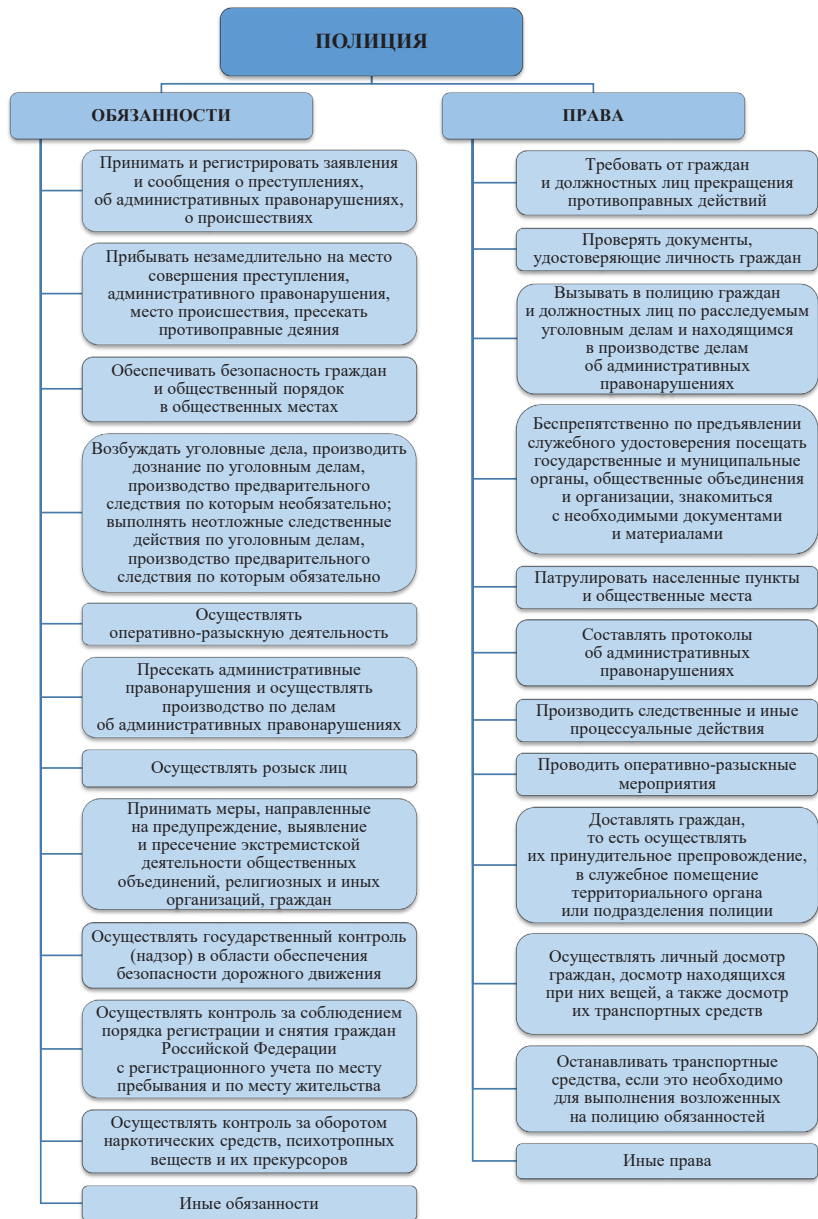 ПОЛИЦИЯ
ОБЯЗАННОСТИ
Принимать и регистрировать заявления
и сообщения о преступлениях,
об административных правонарушениях,
о происшествиях
Прибывать незамедлительно на место
совершения преступления,
административного правонарушения,
место происшествия, пресекать
противоправные деяния
Обеспечивать безопасность граждан
и общественный порядок
в общественных местах
Возбуждать уголовные дела, производить
дознание по уголовным делам,
производство предварительного
следствия по которым необязательно;
выполнять неотложные следственные
действия по уголовным делам,
производство предварительного
следствия по которым обязательно
Осуществлять
оперативно-разыскную деятельность
Пресекать административные
правонарушения и осуществлять
производство по делам
об административных правонарушениях
Осуществлять розыск лиц
Принимать меры, направленные
на предупреждение, выявление
и пресечение экстремистской
деятельности общественных
объединений, религиозных и иных
организаций, граждан
Осуществлять государственный контроль
(надзор) в области обеспечения
безопасности дорожного движения
Осуществлять контроль за соблюдением
порядка регистрации и снятия граждан
Российской Федерации
с регистрационного учета по месту
пребывания и по месту жительства
Осуществлять контроль за оборотом
наркотических средств, психотропных
веществ и их прекурсоров
Иные обязанности
ПРАВА
Требовать от граждан
и должностных лиц прекращения
противоправных действий
Проверять документы,
удостоверяющие личность граждан
Вызывать в полицию граждан
и должностных лиц по расследуемым
уголовным делам и находящимся
в производстве делам
об административных
правонарушениях
Беспрепятственно по предъявлении
служебного удостоверения посещать
государственные и муниципальные
органы, общественные объединения
и организации, знакомиться
с необходимыми документами
и материалами
Патрулировать населенные пункты
и общественные места
Составлять протоколы
об административных
правонарушениях
Производить следственные и иные
процессуальные действия
Проводить оперативно-разыскные
мероприятия
Доставлять граждан,
то есть осуществлять
их принудительное препровождение,
в служебное помещение
территориального органа
или подразделения полиции
Осуществлять личный досмотр
граждан, досмотр находящихся
при них вещей, а также досмотр
их транспортных средств
Останавливать транспортные
средства, если это необходимо
для выполнения возложенных
на полицию обязанностей
Иные права